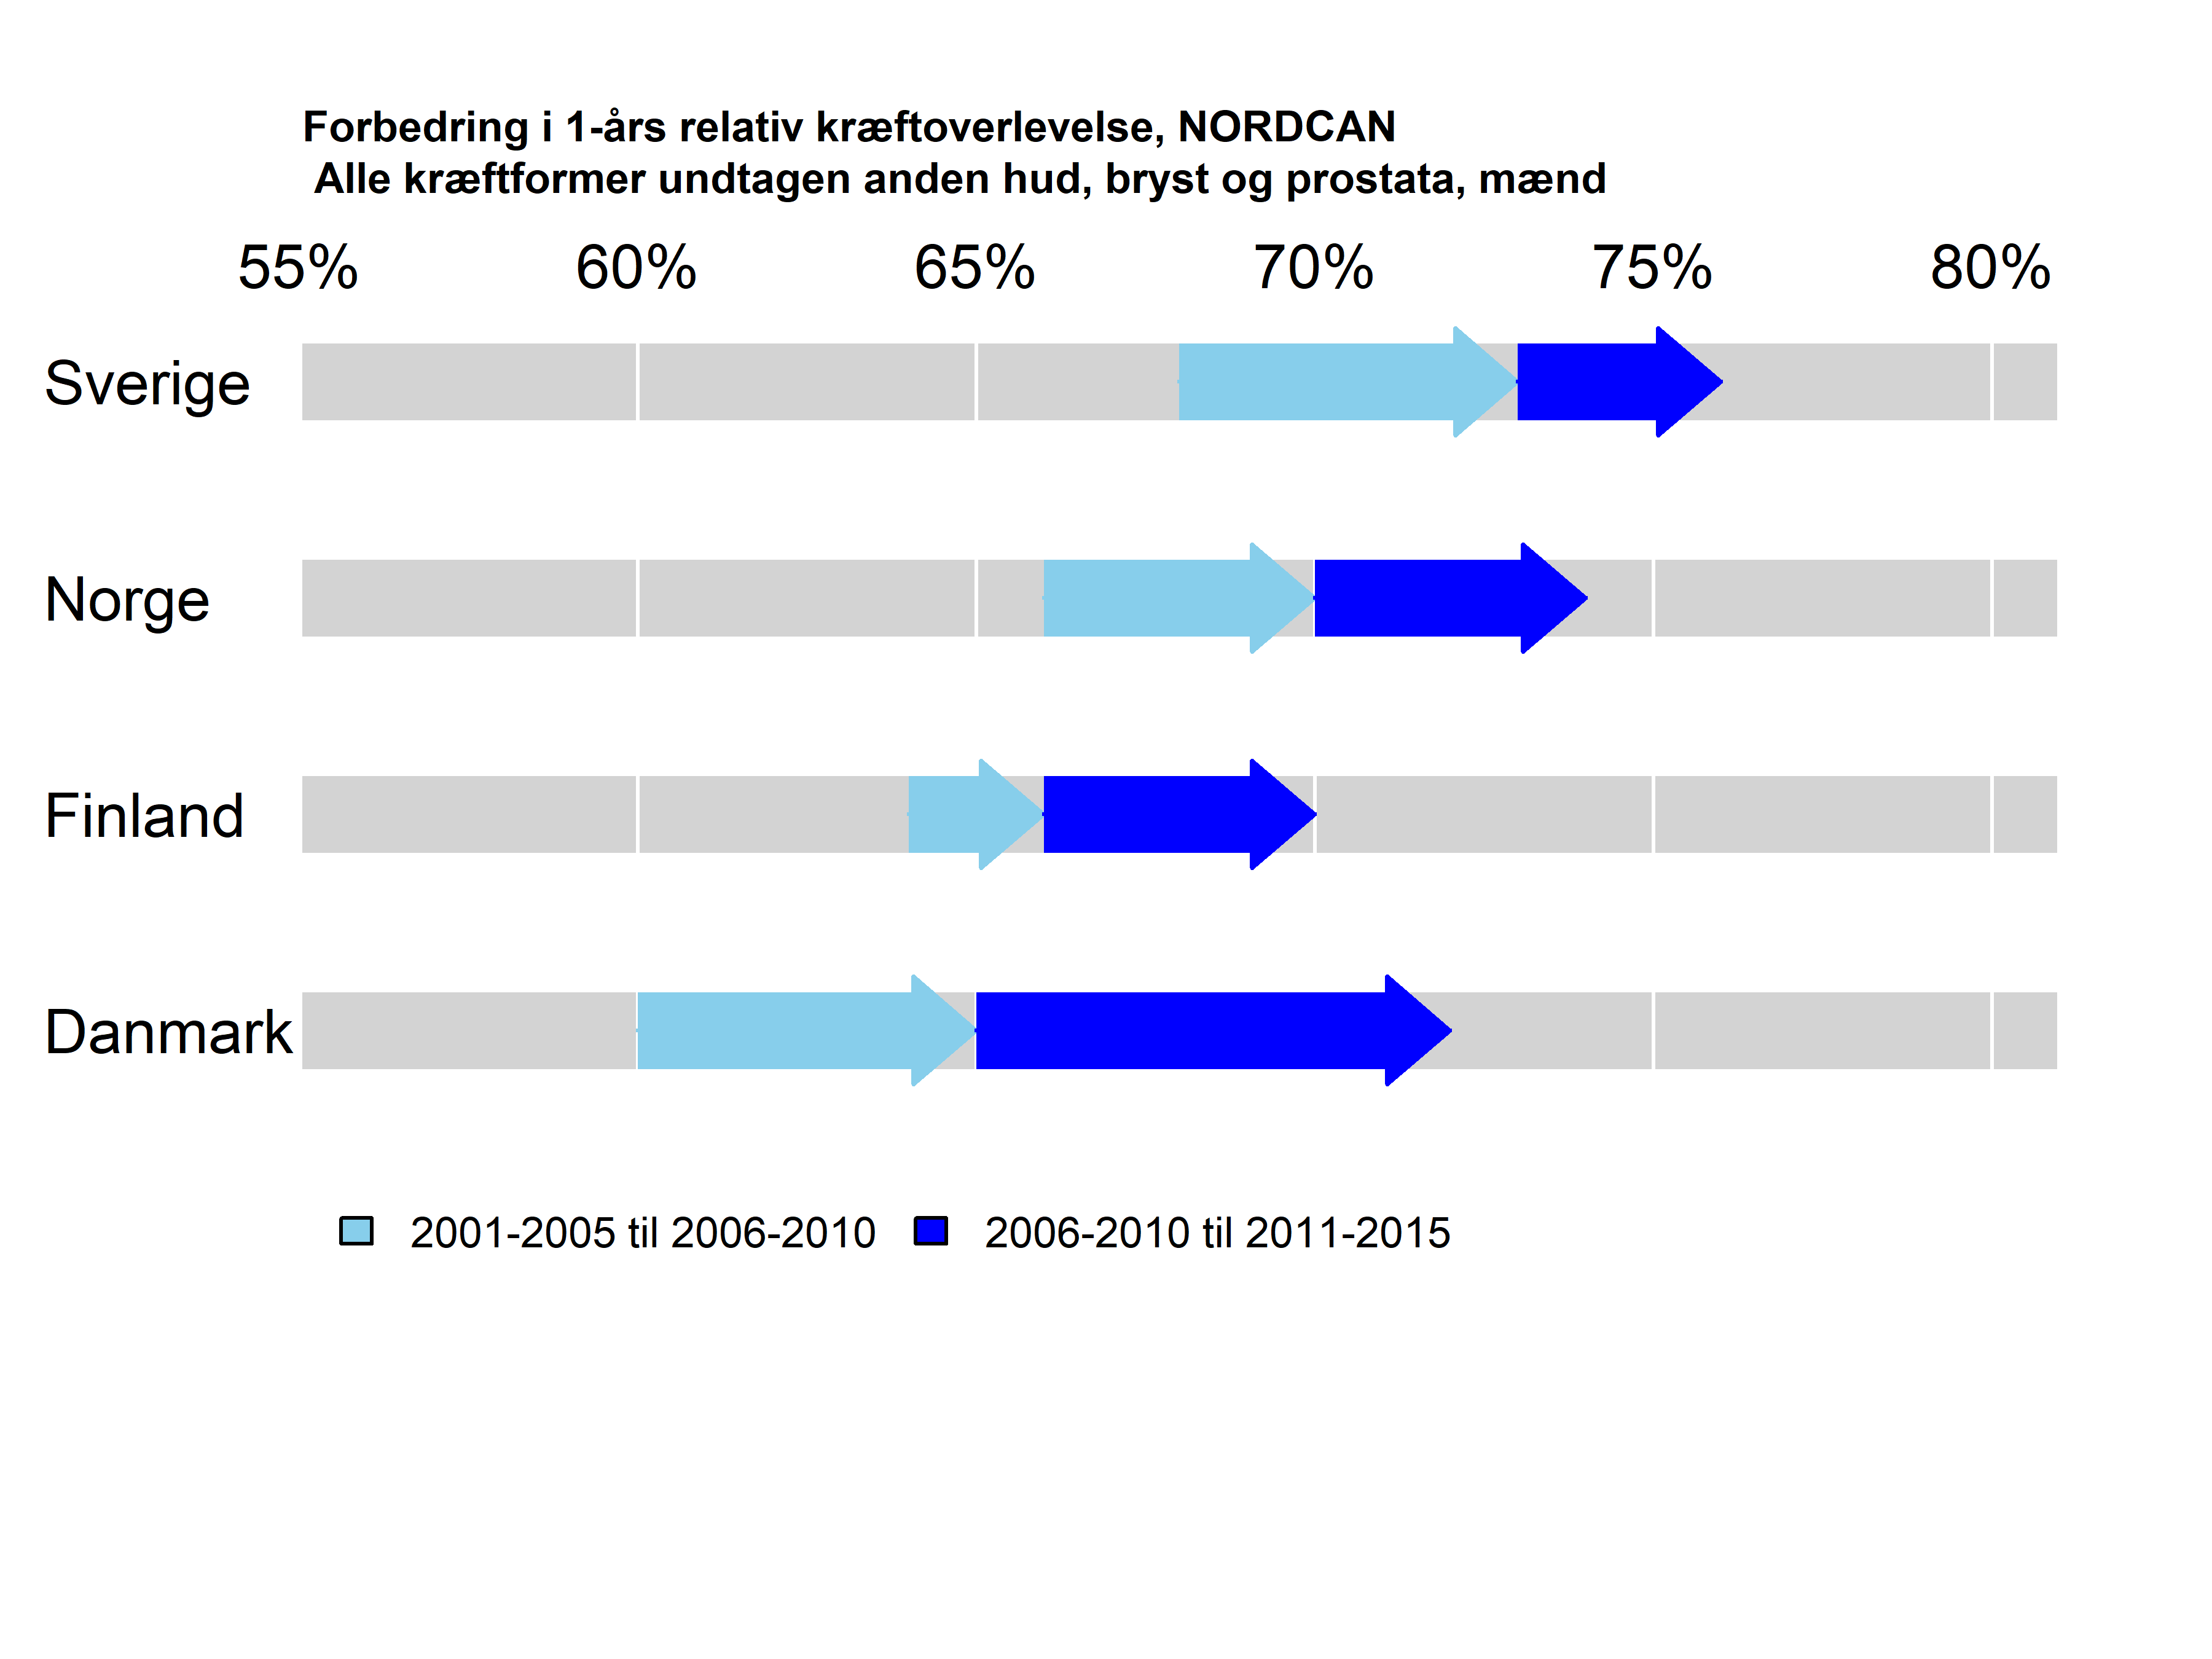 Forbedring i 1-års relativ kræftoverlevelse, NORDCAN
Alle kræftformer undtagen anden hud, bryst og prostata, mænd
55% 60% 65% 70% 75% 80%
Sverige
Norge
Finland
Danmark
2001-2005 til 2006-2010 2006-2010 til 2011-2015